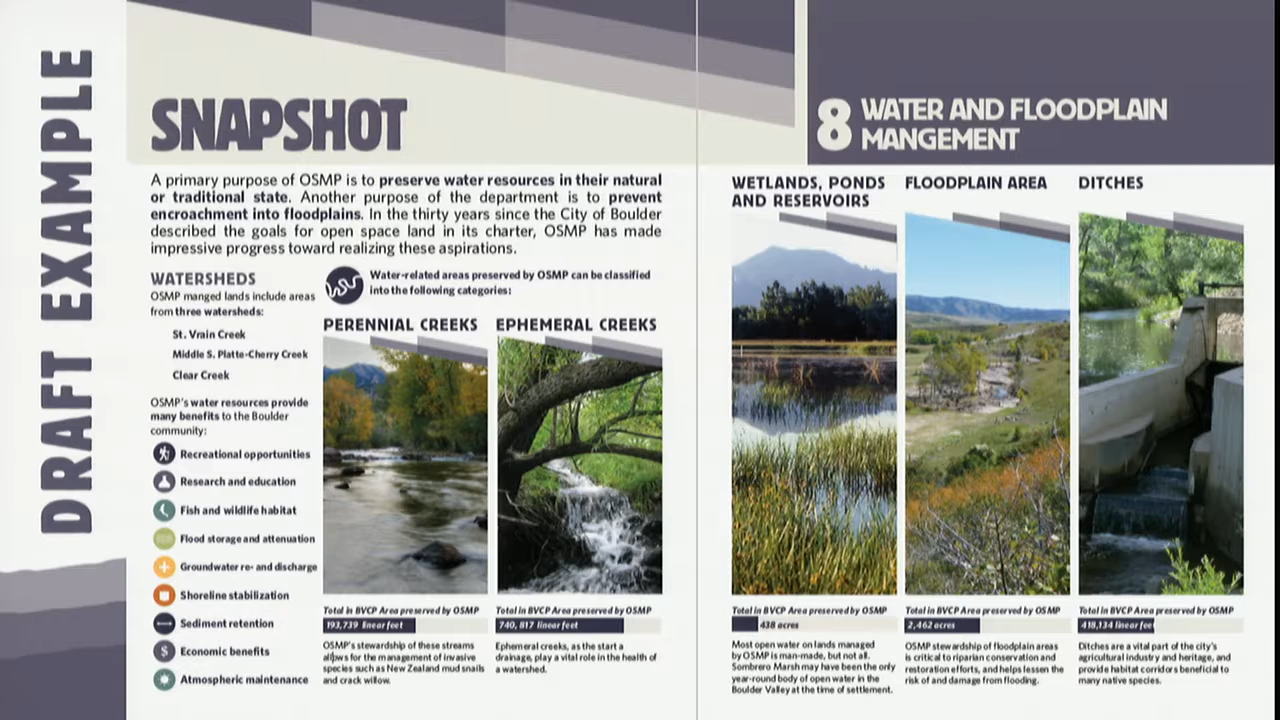 DRAFT EXAMPLE
SNAPSHOT
8 WATER AND FLOODPLAIN
MANGEMENT
A primary purpose of OSMP is to preserve water resources in their natural
or traditional state. Another purpose of the department is to prevent
encroachment into floodplains. In the thirty years since the City of Boulder
described the goals for open space land in its charter, OSMP has made
impressive progress toward realizing these aspirations.
WATERSHEDS
OSMP manged lands include areas
from three watersheds:
St. Vrain Creek
Middle S. Platte-Cherry Creek
Clear Creek
OSMP's water resources provide
many benefits to the Boulder
community:
Recreational opportunities
Research and education
Fish and wildlife habitat
Flood storage and attenuation
Groundwater re- and discharge
Shoreline stabilization
Sediment retention
$ Economic benefits
Atmospheric maintenance
Water-related areas preserved by OSMP can be classified
into the following categories:
PERENNIAL CREEKS
Total in BVCP Area preserved by OSMP
193,739 linear feet
OSMP's stewardship of these streams
allows for the management of invasive
species such as New Zealand mud snails
and crack willow.
EPHEMERAL CREEKS
Total in BVCP Area preserved by OSMP
740, 817 linear feet
Ephemeral creeks, as the start a
drainage, play a vital role in the health of
a watershed.
WETLANDS, PONDS
AND RESERVOIRS
Total in BVCP Area preserved by OSMP
438 acres
Most open water on lands managed
by OSMP is man-made, but not all.
Sombrero Marsh may have been the only
year-round body of open water in the
Boulder Valley at the time of settlement.
FLOODPLAIN AREA
Total in BVCP Area preserved by OSMP
2,462 acres
OSMP stewardship of floodplain areas
is critical to riparian conservation and
restoration efforts, and helps lessen the
risk of and damage from flooding.
DITCHES
Total in BVCP Area preserved by OSMP
418,134 linear feet
Ditches are a vital part of the city's
agricultural industry and heritage, and
provide habitat corridors beneficial to
many native species.